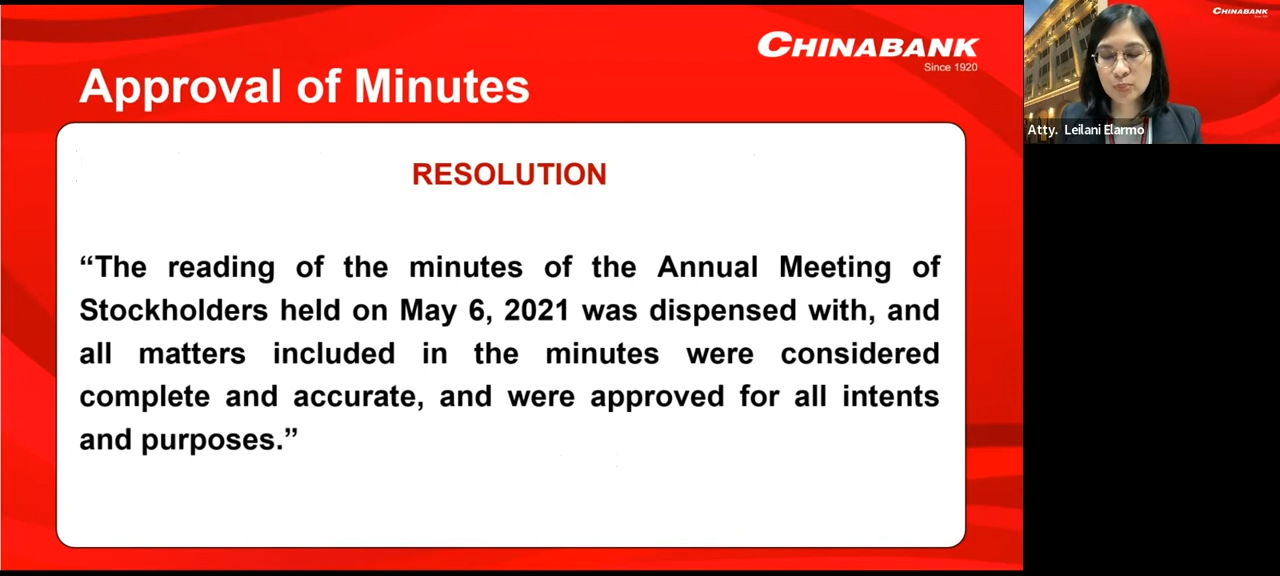 CHINABANK
Since 1920
Approval of Minutes
RESOLUTION
“The reading of the minutes of the Annual Meeting of
Stockholders held on May 6, 2021 was dispensed with, and
all matters included in the minutes were considered
complete and accurate, and were approved for all intents
and purposes.”
CHINABANK
Atty. Leilani Elarmo